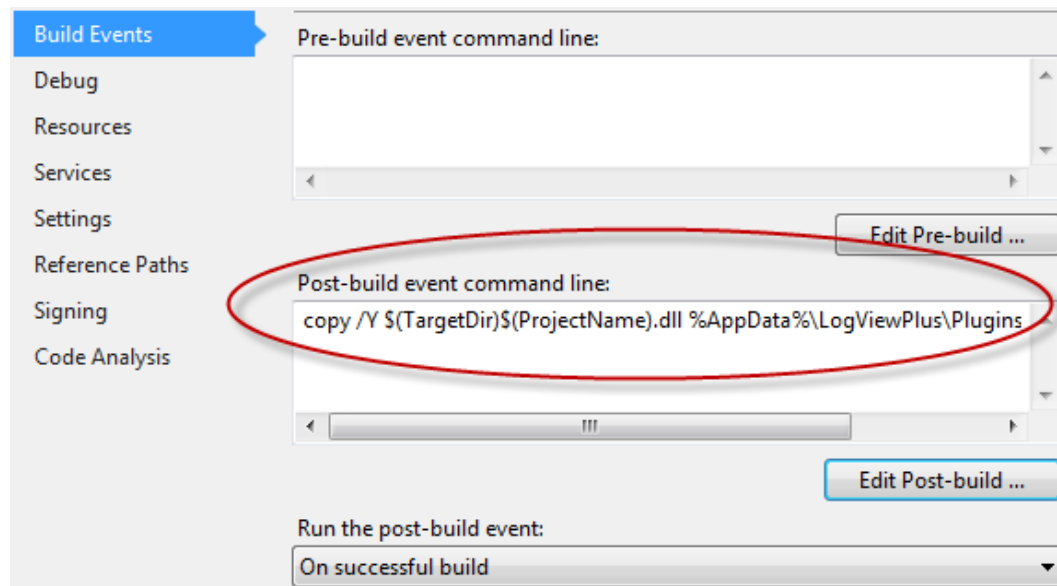 Build Events
Debug
Resources
Services
Settings
Reference Paths
Signing
Code Analysis
Pre-build event command line:
Edit Pre-build ...
Post-build event command line:
copy /Y $(TargetDir)$(ProjectName).dll %AppData%\LogViewPlus\Plugins
Edit Post-build ...
Run the post-build event:
On successful build